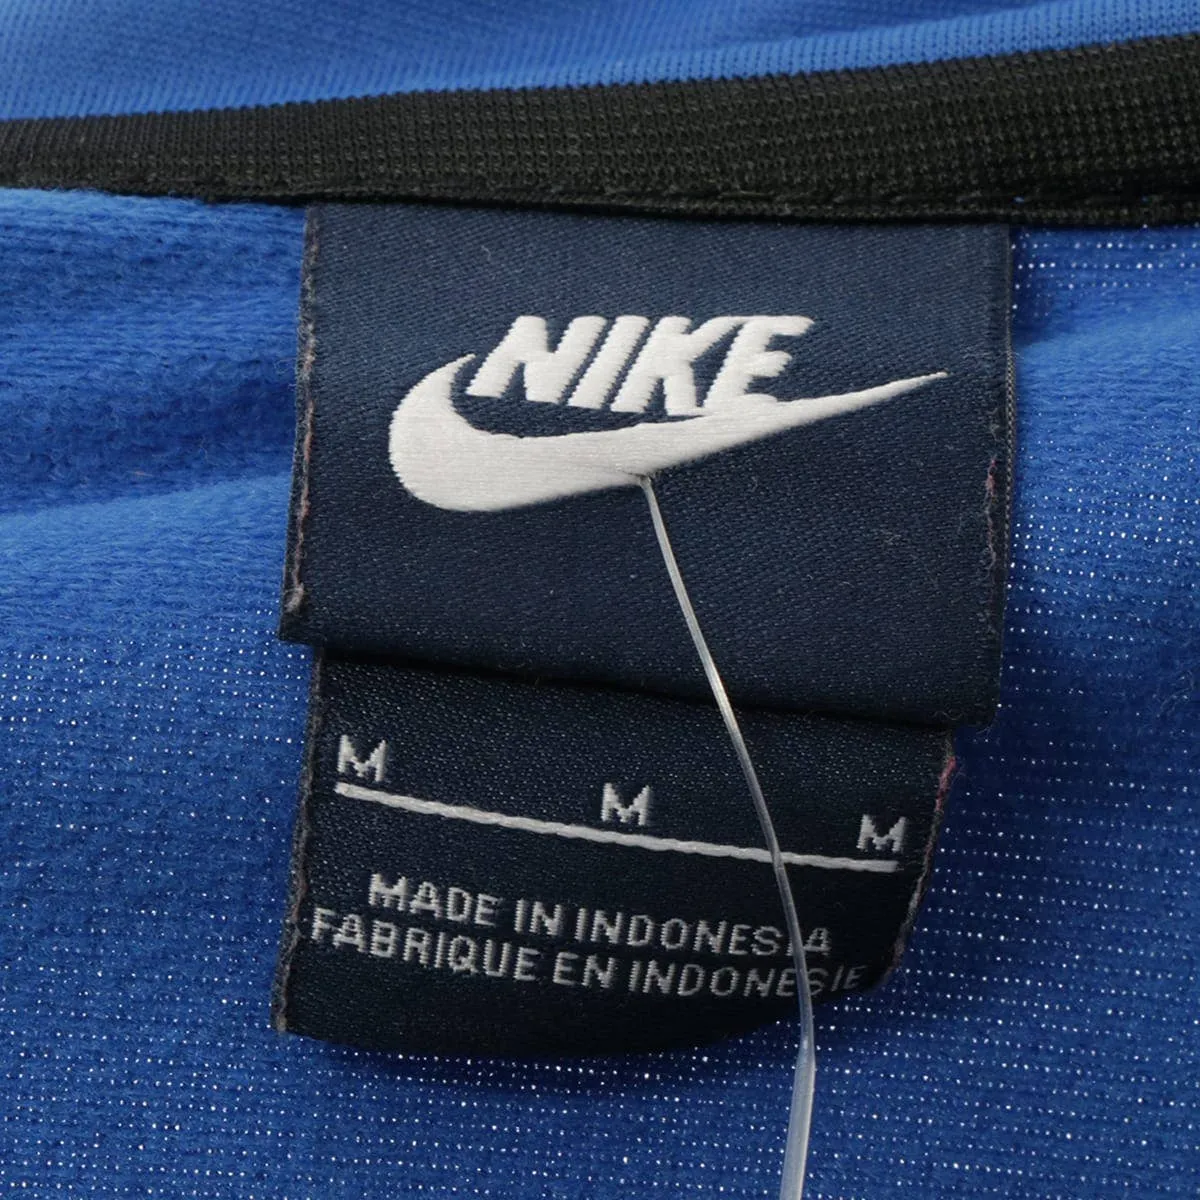 NIKE
M M M
MADE IN INDONESIA
FABRIQUE EN INDONESIE